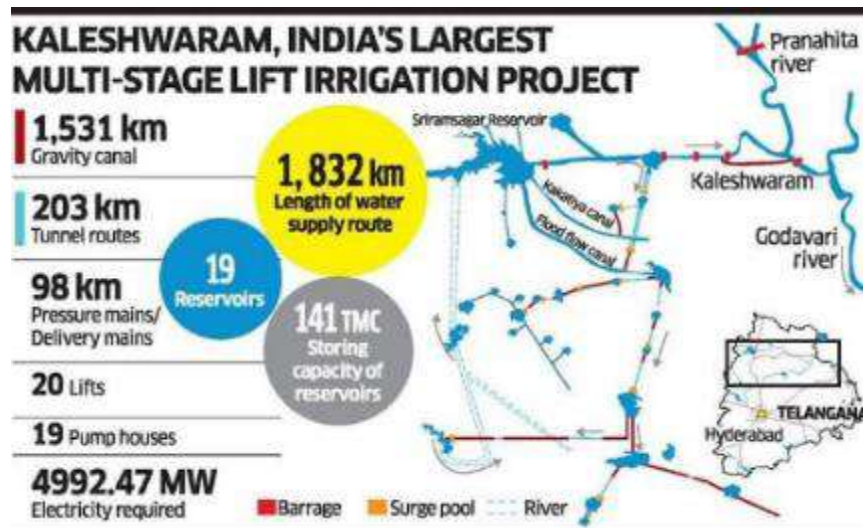 KALESHWARAM, INDIA'S LARGEST
MULTI-STAGE LIFT IRRIGATION PROJECT
1,531 km
Gravity canal
203 km
Tunnel routes
98 km
Pressure mains/
Delivery mains
20 Lifts
19 Pump houses
4992.47 MW
Electricity required
1,832 km
Length of water
supply route
19
Reservoirs
141 TMC
Storing
capacity of
reservoirs
Pranahita
river
Sriramsagar Reservoir
Kaleshwaram
Kakatiya canal
Flood flow canal
Godavari
river
TELANGANA
Hyderabad
Barrage
Surge pool
River